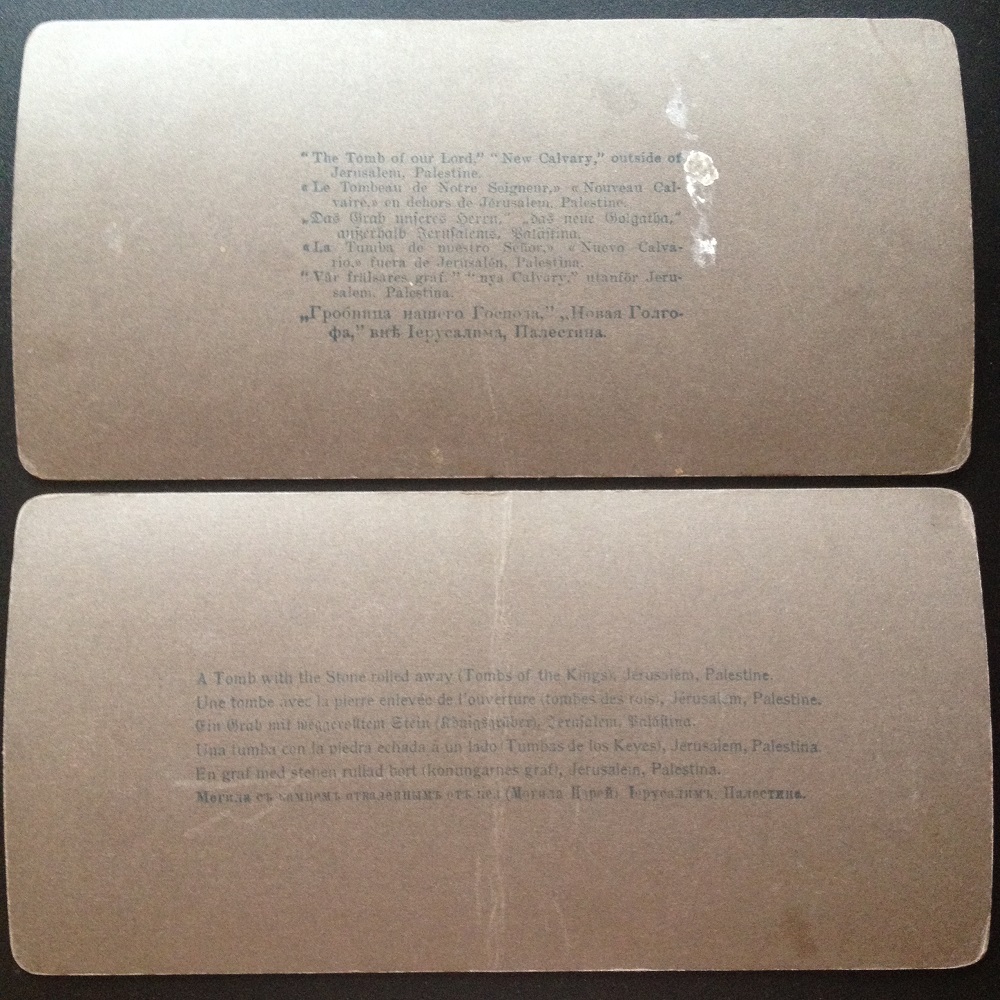 “The Tomb of our Lord,” “New Calvary,” outside of
Jerusalem, Palestine.
«Le Tombeau de Notre Seigneur,» «Nouveau Cal-
vaire,» en dehors de Jérusalem, Palestine.
„Das Grab unseres Herrn,“ „das neue Golgatha,“
außerhalb Jerusalems, Palästina.
«La Tumba de nuestro Señor,» «Nuevo Calva-
rio,» fuera de Jerusalén, Palestina.
“Vår frälsares graf,” “nya Calvary,” utanför Jeru-
salem, Palestina.
„Гробница нашего Господа,” „Новая Голго-
фа,” внѣ Іерусалима, Палестина.
A Tomb with the Stone rolled away (Tombs of the Kings), Jerusalem, Palestine.
Une tombe avec la pierre enlevée de l'ouverture (tombes des rois), Jérusalem, Palestine.
Ein Grab mit weggerolltem Stein (Königsgräber), Jerusalem, Palästina.
Una tumba con la piedra echada á un lado (Tumbas de los Reyes), Jerusalem, Palestina.
En graf med stenen rullad bort (konungarnes graf), Jerusalem, Palestina.
Могила съ камнемъ отваленнымъ отъ нея (Могила Царей) Іерусалимъ, Палестина.